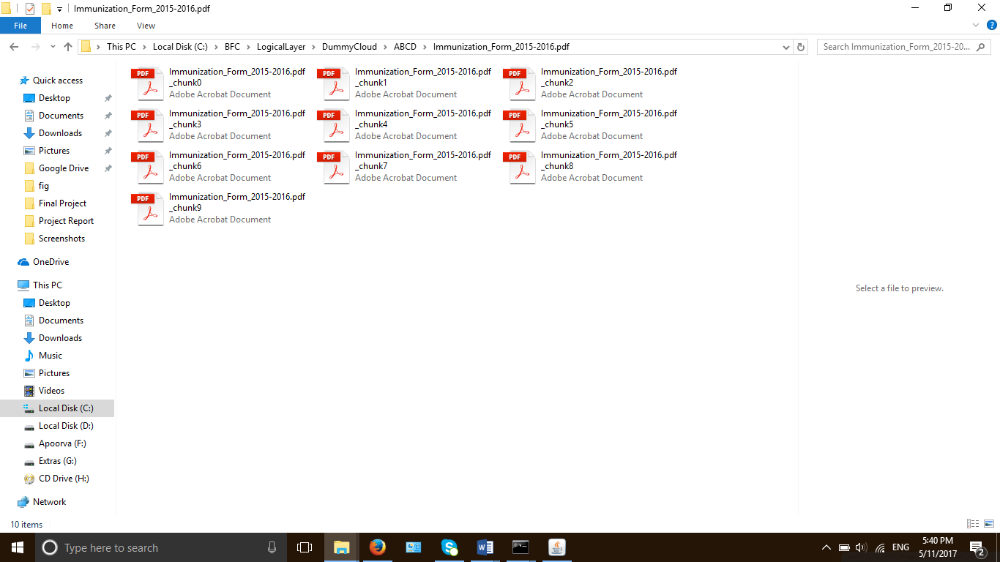 Immunization_Form_2015-2016.pdf
File Home Share View
This PC Local Disk (C:) BFC LogicalLayer DummyCloud ABCD Immunization_Form_2015-2016.pdf
Search Immunization_Form_2015-20...
Quick access
Desktop
Documents
Downloads
Pictures
Google Drive
fig
Final Project
Project Report
Screenshots
OneDrive
This PC
Desktop
Documents
Downloads
Music
Pictures
Videos
Local Disk (C:)
Local Disk (D:)
Apoorva (F:)
Extras (G:)
CD Drive (H:)
Network
PDF
Immunization_Form_2015-2016.pdf
_chunk0
Adobe Acrobat Document
PDF
Immunization_Form_2015-2016.pdf
_chunk1
Adobe Acrobat Document
PDF
Immunization_Form_2015-2016.pdf
_chunk2
Adobe Acrobat Document
PDF
Immunization_Form_2015-2016.pdf
_chunk3
Adobe Acrobat Document
PDF
Immunization_Form_2015-2016.pdf
_chunk4
Adobe Acrobat Document
PDF
Immunization_Form_2015-2016.pdf
_chunk5
Adobe Acrobat Document
PDF
Immunization_Form_2015-2016.pdf
_chunk6
Adobe Acrobat Document
PDF
Immunization_Form_2015-2016.pdf
_chunk7
Adobe Acrobat Document
PDF
Immunization_Form_2015-2016.pdf
_chunk8
Adobe Acrobat Document
PDF
Immunization_Form_2015-2016.pdf
_chunk9
Adobe Acrobat Document
Select a file to preview.
10 items
Type here to search
ENG
5:40 PM
5/11/2017
2